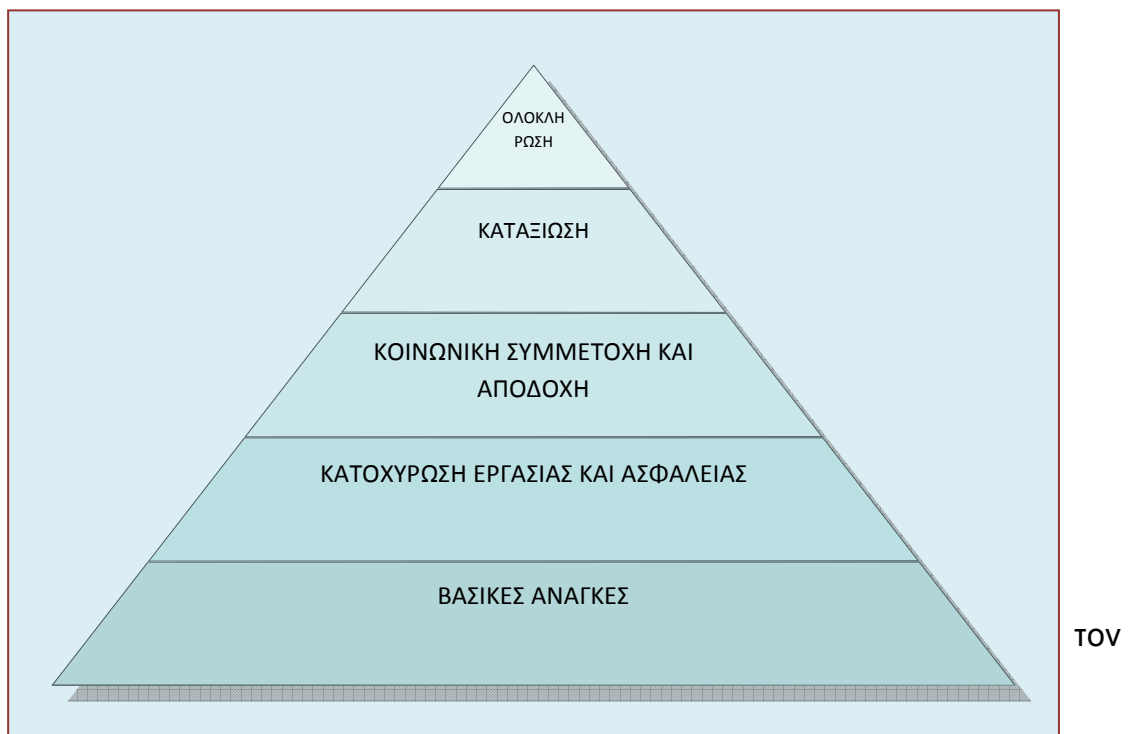 ΟΛΟΚΛΗ
ΡΩΣΗ
ΚΑΤΑΞΙΩΣΗ
ΚΟΙΝΩΝΙΚΗ ΣΥΜΜΕΤΟΧΗ ΚΑΙ
ΑΠΟΔΟΧΗ
ΚΑΤΟΧΥΡΩΣΗ ΕΡΓΑΣΙΑΣ ΚΑΙ ΑΣΦΑΛΕΙΑΣ
ΒΑΣΙΚΕΣ ΑΝΑΓΚΕΣ
τον